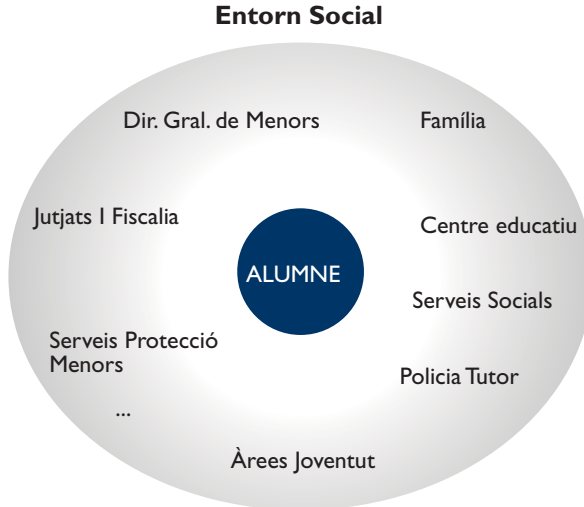 Entorn Social
Dir. Gral. de Menors
Família
Jutjats I Fiscalia
Centre educatiu
ALUMNE
Serveis Socials
Serveis Protecció
Menors
Policia Tutor
...
Àrees Joventut